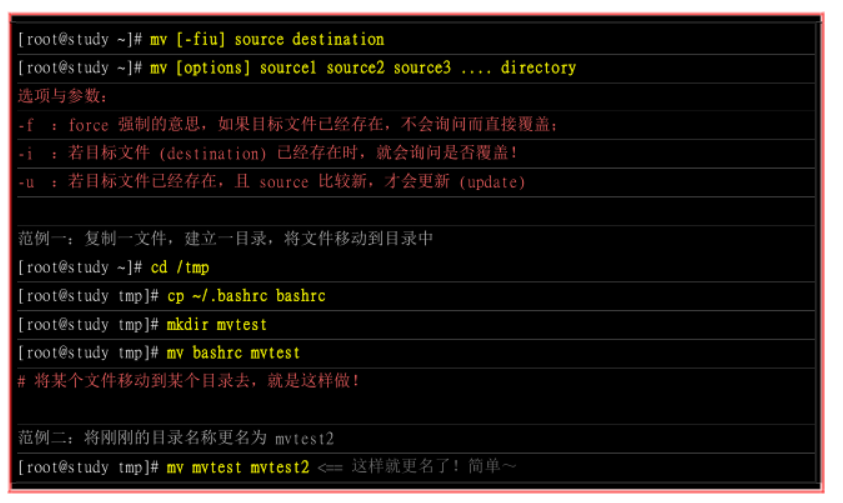 [root@study ~]# mv [-fiu] source destination
[root@study ~]# mv [options] source1 source2 source3 .... directory
选项与参数：
-f ：force 强制的意思，如果目标文件已经存在，不会询问而直接覆盖；
-i ：若目标文件 (destination) 已经存在时，就会询问是否覆盖！
-u ：若目标文件已经存在，且 source 比较新，才会更新 (update)
范例一：复制一文件，建立一目录，将文件移动到目录中
[root@study ~]# cd /tmp
[root@study tmp]# cp ~/.bashrc bashrc
[root@study tmp]# mkdir mvtest
[root@study tmp]# mv bashrc mvtest
# 将某个文件移动到某个目录去，就是这样做！
范例二：将刚刚的目录名称更名为 mvtest2
[root@study tmp]# mv mvtest mvtest2 <== 这样就更名了！简单～